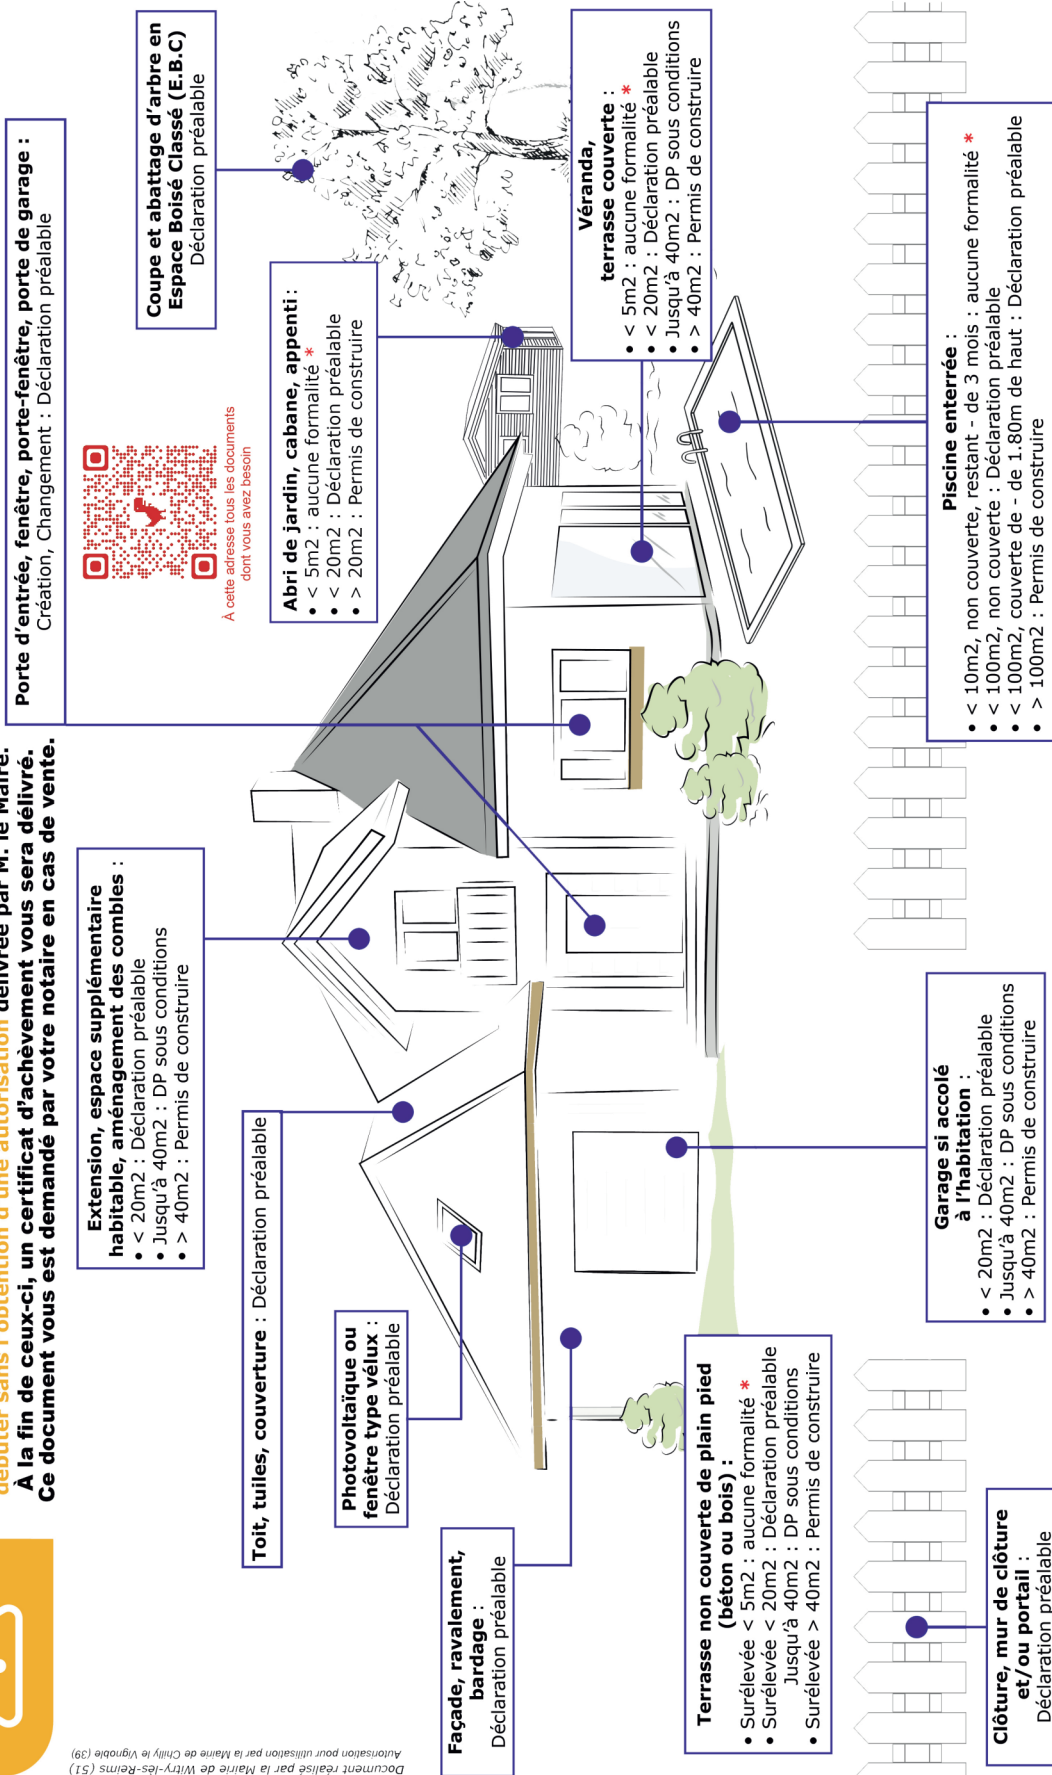 débuter sans l'obtention d'une autorisation délivrée par M. le Maire.
À la fin de ceux-ci, un certificat d'achèvement vous sera délivré.
Ce document vous est demandé par votre notaire en cas de vente.
Porte d'entrée, fenêtre, porte-fenêtre, porte de garage :
Création, Changement : Déclaration préalable
Extension, espace supplémentaire
habitable, aménagement des combles :
• < 20m2 : Déclaration préalable
• Jusqu'à 40m2 : DP sous conditions
• > 40m2 : Permis de construire
À cette adresse tous les documents
dont vous avez besoin
Coupe et abattage d'arbre en
Espace Boisé Classé (E.B.C)
Déclaration préalable
Toit, tuiles, couverture : Déclaration préalable
Abri de jardin, cabane, appenti :
• < 5m2 : aucune formalité *
• < 20m2 : Déclaration préalable
• > 20m2 : Permis de construire
Photovoltaïque ou
fenêtre type vélux :
Déclaration préalable
Façade, ravalement,
bardage :
Déclaration préalable
Véranda,
terrasse couverte :
• < 5m2 : aucune formalité *
• < 20m2 : Déclaration préalable
• Jusqu'à 40m2 : DP sous conditions
• > 40m2 : Permis de construire
Terrasse non couverte de plain pied
(béton ou bois) :
• Surélevée < 5m2 : aucune formalité *
• Surélevée < 20m2 : Déclaration préalable
Jusqu'à 40m2 : DP sous conditions
• Surélevée > 40m2 : Permis de construire
Garage si accolé
à l'habitation :
• < 20m2 : Déclaration préalable
• Jusqu'à 40m2 : DP sous conditions
• > 40m2 : Permis de construire
Piscine enterrée :
• < 10m2, non couverte, restant - de 3 mois : aucune formalité *
• < 100m2, non couverte : Déclaration préalable
• < 100m2, couverte de - de 1.80m de haut : Déclaration préalable
• > 100m2 : Permis de construire
Clôture, mur de clôture
et/ou portail :
Déclaration préalable
Document réalisé par la Mairie de Witry-lès-Reims (51)
Autorisation pour utilisation par la Mairie de Chilly le Vignoble (39)